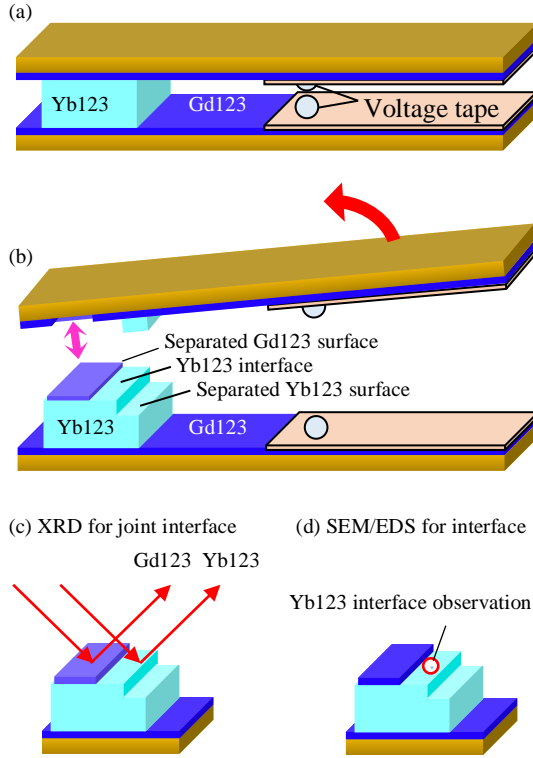 (a)
Yb123
Gd123
Voltage tape
(b)
Separated Gd123 surface
Yb123 interface
Separated Yb123 surface
Yb123
Gd123
(c) XRD for joint interface
Gd123 Yb123
(d) SEM/EDS for interface
Yb123 interface observation